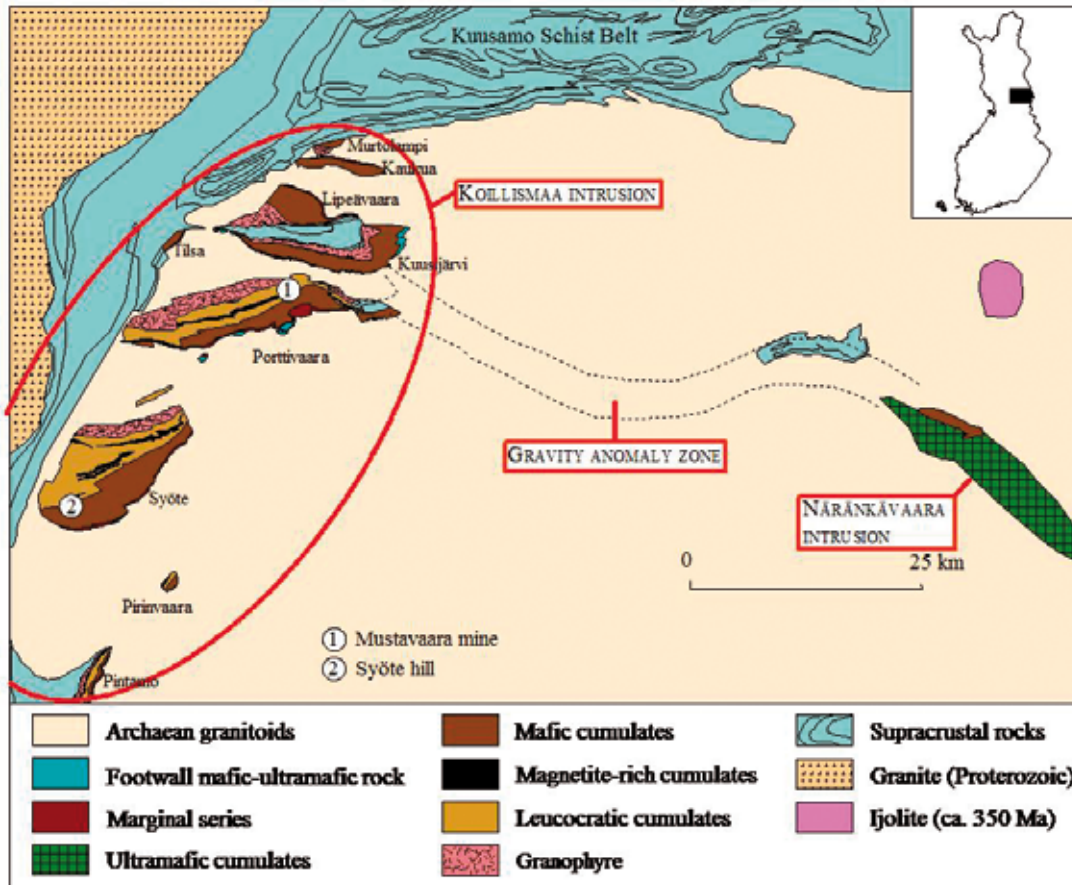 Kuusamo Schist Belt
Murtolampi
Kaukua
KOILLISMAA INTRUSION
Lipeävaara
Tilsa
Kuusijärvi
1
Porttivaara
GRAVITY ANOMALY ZONE
NÄRÄNKÄVAARA
INTRUSION
Syöte
2
0 25 km
Pirinvaara
1 Mustavaara mine
2 Syöte hill
Pintamo
Archaean granitoids
Footwall mafic-ultramafic rock
Marginal series
Ultramafic cumulates
Mafic cumulates
Magnetite-rich cumulates
Leucocratic cumulates
Granophyre
Supracrustal rocks
Granite (Proterozoic)
Ijolite (ca. 350 Ma)